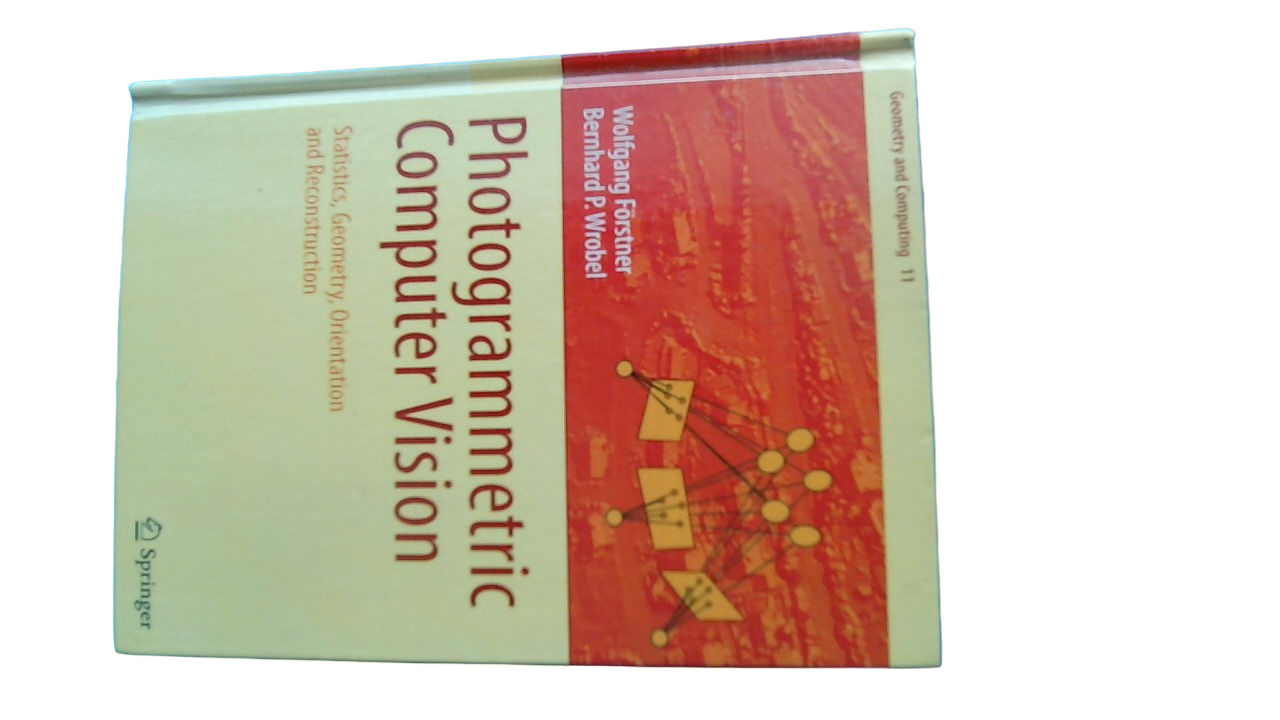 Geometry and Computing 11
Wolfgang Förstner
Bernhard P. Wrobel
Photogrammetric
Computer Vision
Statistics, Geometry, Orientation
and Reconstruction
Springer